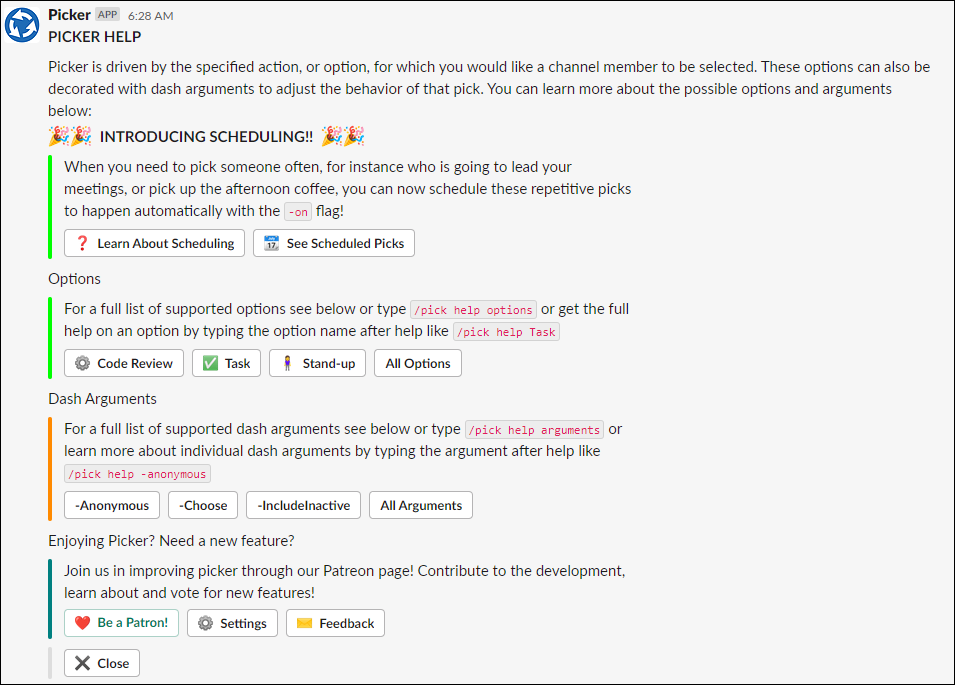 Picker APP 6:28 AM
PICKER HELP
Picker is driven by the specified action, or option, for which you would like a channel member to be selected. These options can also be
decorated with dash arguments to adjust the behavior of that pick. You can learn more about the possible options and arguments
below:
🎉🎉 INTRODUCING SCHEDULING!! 🎉🎉
When you need to pick someone often, for instance who is going to lead your
meetings, or pick up the afternoon coffee, you can now schedule these repetitive picks
to happen automatically with the -on flag!
❓ Learn About Scheduling 📅 See Scheduled Picks
Options
For a full list of supported options see below or type /pick help options or get the full
help on an option by typing the option name after help like /pick help Task
⚙️ Code Review ✅ Task 🧍‍♀️ Stand-up All Options
Dash Arguments
For a full list of supported dash arguments see below or type /pick help arguments or
learn more about individual dash arguments by typing the argument after help like
/pick help -anonymous
-Anonymous -Choose -IncludeInactive All Arguments
Enjoying Picker? Need a new feature?
Join us in improving picker through our Patreon page! Contribute to the development,
learn about and vote for new features!
❤️ Be a Patron! ⚙️ Settings ✉️ Feedback
✖️ Close